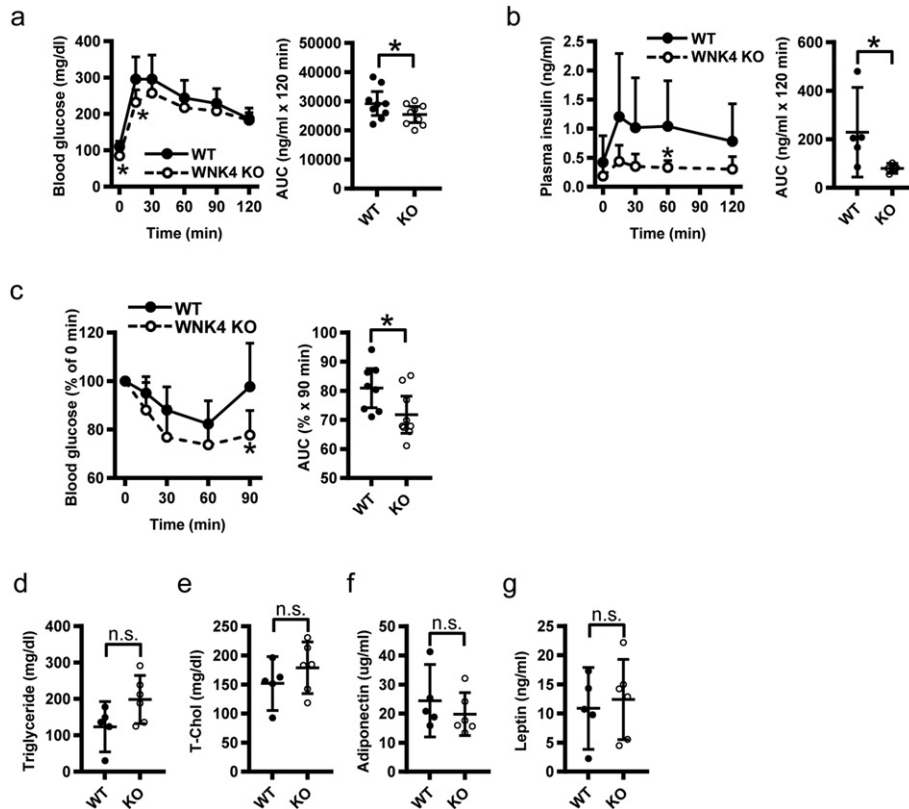 a
Blood glucose (mg/dl)
400
300
200
100
0
*
*
WT
WNK4 KO
0 30 60 90 120
Time (min)
AUC (ng/ml x 120 min)
50000
40000
30000
20000
10000
0
*
WT KO
b
Plasma insulin (ng/ml)
2.5
2.0
1.5
1.0
0.5
0.0
WT
WNK4 KO
*
0 30 60 90 120
Time (min)
AUC (ng/ml x 120 min)
600
400
200
0
*
WT KO
c
WT
WNK4 KO
Blood glucose (% of 0 min)
120
100
80
60
*
0 30 60 90
Time (min)
AUC (% x 90 min)
100
90
80
70
60
50
*
WT KO
d
Triglyceride (mg/dl)
400
300
200
100
0
n.s.
WT KO
e
T-Chol (mg/dl)
250
200
150
100
50
0
n.s.
WT KO
f
Adiponectin (ug/ml)
50
40
30
20
10
0
n.s.
WT KO
g
Leptin (ng/ml)
25
20
15
10
5
0
n.s.
WT KO